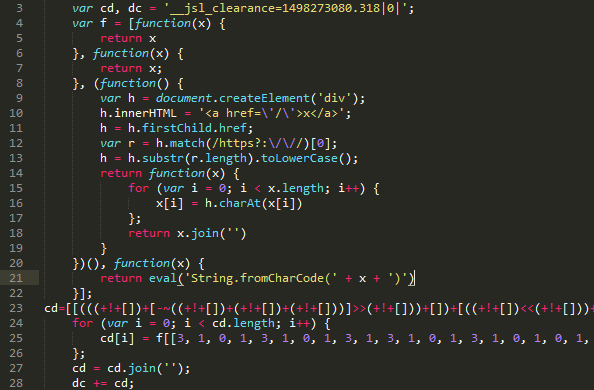 3 var cd, dc = '__jsl_clearance=1498273080.318|0|';
4 var f = [function(x) {
5 return x
6 }, function(x) {
7 return x;
8 }, (function() {
9 var h = document.createElement('div');
10 h.innerHTML = '<a href=\'/\'>x</a>';
11 h = h.firstChild.href;
12 var r = h.match(/https?:\/\//)[0];
13 h = h.substr(r.length).toLowerCase();
14 return function(x) {
15 for (var i = 0; i < x.length; i++) {
16 x[i] = h.charAt(x[i])
17 };
18 return x.join('')
19 }
20 })(), function(x) {
21 return eval('String.fromCharCode(' + x + ')')
22 }];
23 cd=[[(((+!+[])+[-~((+!+[])+(+!+[])+(+!+[]))]>>(+!+[]))+[])+[((+!+[])<<(+!+[]))+
24 for (var i = 0; i < cd.length; i++) {
25 cd[i] = f[[3, 1, 0, 1, 3, 1, 0, 1, 3, 1, 3, 1, 0, 1, 3, 1, 0, 1, 0, 1,
26 };
27 cd = cd.join('');
28 dc += cd;